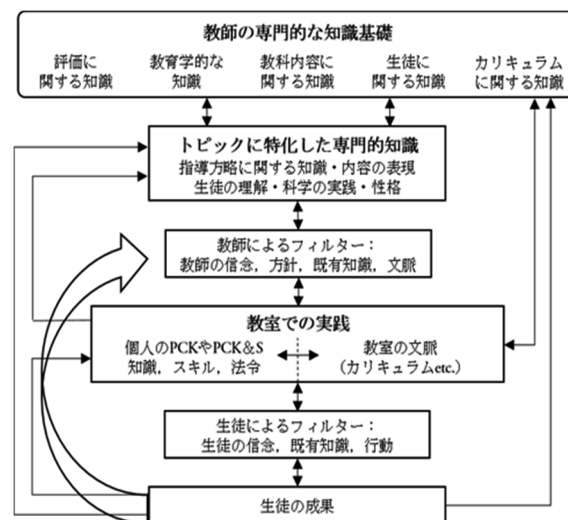 教師の専門的な知識基礎
評価に
関する知識
教育学的な
知識
教科内容に
関する知識
生徒に
関する知識
カリキュラム
に関する知識
トピックに特化した専門的知識
指導方略に関する知識・内容の表現
生徒の理解・科学の実践・性格
教師によるフィルター：
教師の信念，方針，既有知識，文脈
教室での実践
個人のPCKやPCK＆S
知識，スキル，法令
教室の文脈
（カリキュラムetc.）
生徒によるフィルター：
生徒の信念，既有知識，行動
生徒の成果